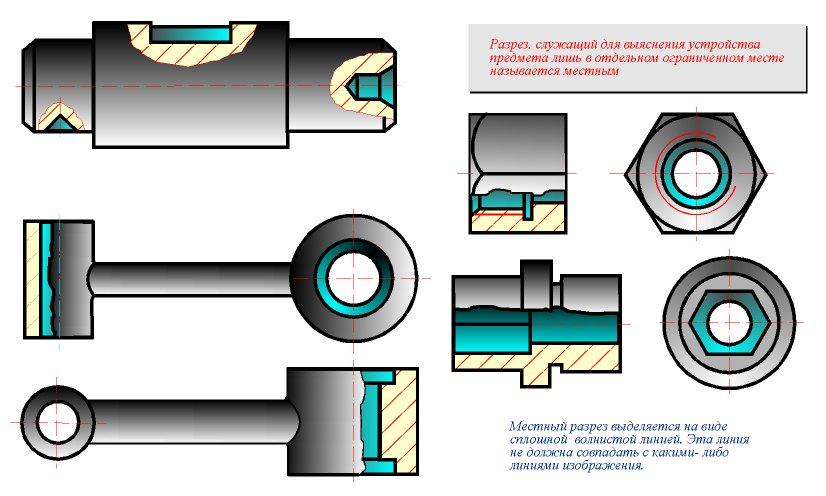 Разрез. служащий для выяснения устройства
предмета лишь в отдельном ограниченном месте
называется местным
Местный разрез выделяется на виде
сплошной волнистой линией. Эта линия
не должна совпадать с какими- либо
линиями изображения.